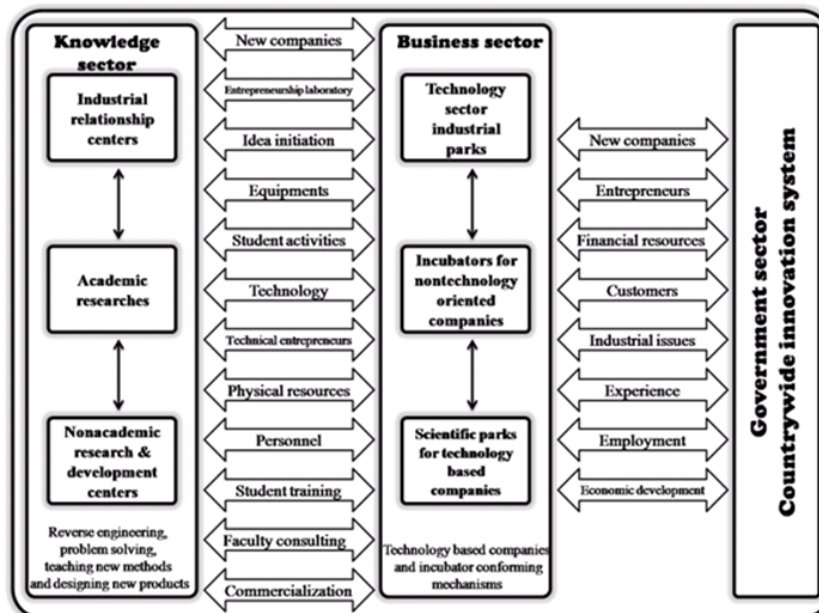 Knowledge
sector
Industrial
relationship
centers
Academic
researches
Nonacademic
research &
development
centers
Reverse engineering,
problem solving,
teaching new methods
and designing new products
New companies
Entrepreneurship laboratory
Idea initiation
Equipments
Student activities
Technology
Technical entrepreneurs
Physical resources
Personnel
Student training
Faculty consulting
Commercialization
Business sector
Technology
sector
industrial
parks
Incubators for
nontechnology
oriented
companies
Scientific parks
for technology
based
companies
Technology based companies
and incubator conforming
mechanisms
New companies
Entrepreneurs
Financial resources
Customers
Industrial issues
Experience
Employment
Economic development
Government sector
Countrywide innovation system